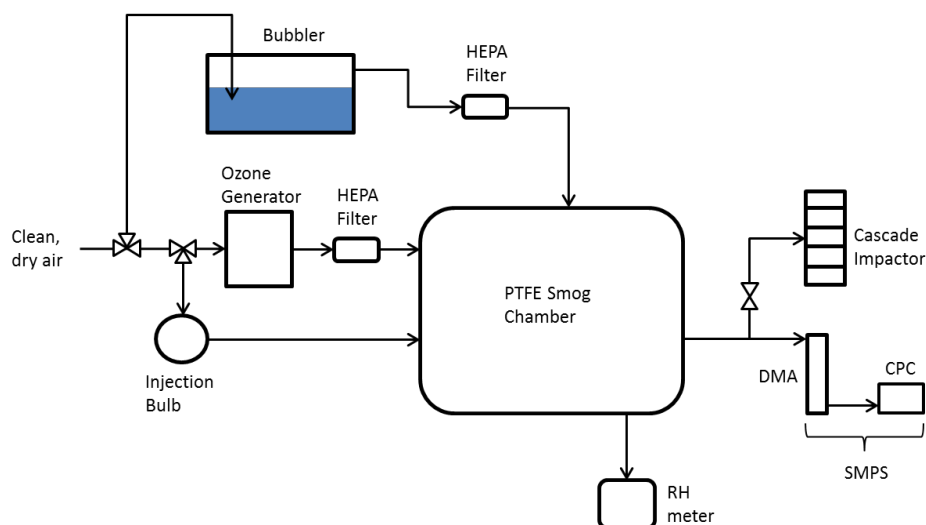 Bubbler
HEPA
Filter
Ozone
Generator
HEPA
Filter
Clean,
dry air
Cascade
Impactor
PTFE Smog
Chamber
Injection
Bulb
DMA
CPC
SMPS
RH
meter